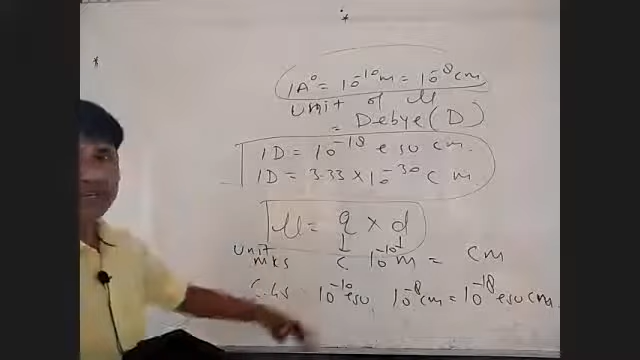 *
*
1A° = 10⁻¹⁰m = 10⁻⁸cm
Unit of μ
= Debye (D)
1D = 10⁻¹⁸ esu cm.
1D = 3.33 × 10⁻³⁰ C m.
μ = q × d
Unit
mks C 10⁻¹⁰m = Cm
10⁻¹⁰esu, 10⁻⁸cm = 10⁻¹⁸ esu cm.